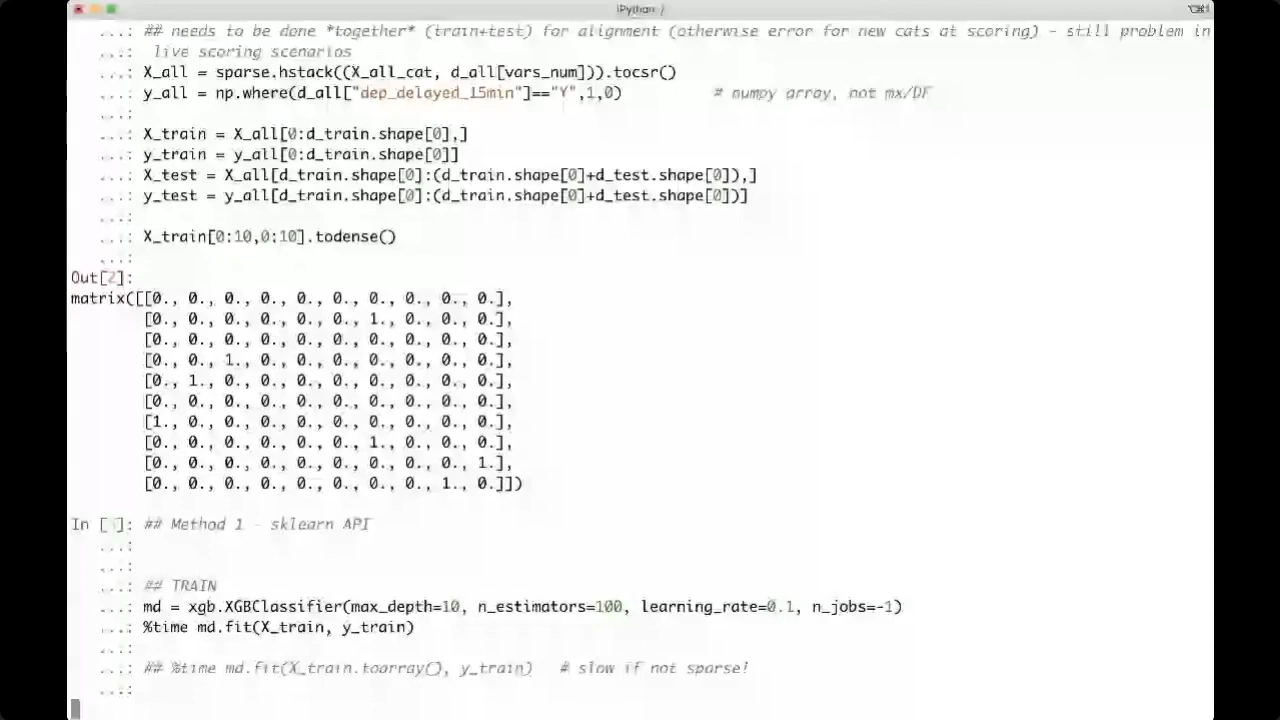 IPython /
...: ## needs to be done *together* (train+test) for alignment (otherwise error for new cats at scoring) - still problem in
...: live scoring scenarios
...: X_all = sparse.hstack((X_all_cat, d_all[vars_num])).tocsr()
...: y_all = np.where(d_all["dep_delayed_15min"]=="Y",1,0) # numpy array, not mx/DF
...:
...: X_train = X_all[0:d_train.shape[0],]
...: y_train = y_all[0:d_train.shape[0]]
...: X_test = X_all[d_train.shape[0]:(d_train.shape[0]+d_test.shape[0]),]
...: y_test = y_all[d_train.shape[0]:(d_train.shape[0]+d_test.shape[0])]
...:
...: X_train[0:10,0:10].todense()
...:
Out[2]:
matrix([[0., 0., 0., 0., 0., 0., 0., 0., 0., 0.],
[0., 0., 0., 0., 0., 0., 1., 0., 0., 0.],
[0., 0., 0., 0., 0., 0., 0., 0., 0., 0.],
[0., 0., 1., 0., 0., 0., 0., 0., 0., 0.],
[0., 1., 0., 0., 0., 0., 0., 0., 0., 0.],
[0., 0., 0., 0., 0., 0., 0., 0., 0., 0.],
[1., 0., 0., 0., 0., 0., 0., 0., 0., 0.],
[0., 0., 0., 0., 0., 0., 1., 0., 0., 0.],
[0., 0., 0., 0., 0., 0., 0., 0., 0., 1.],
[0., 0., 0., 0., 0., 0., 0., 0., 1., 0.]])
In [ ]: ## Method 1 - sklearn API
...:
...:
...: ## TRAIN
...: md = xgb.XGBClassifier(max_depth=10, n_estimators=100, learning_rate=0.1, n_jobs=-1)
...: %time md.fit(X_train, y_train)
...:
...: ## %time md.fit(X_train.toarray(), y_train) # slow if not sparse!
...: